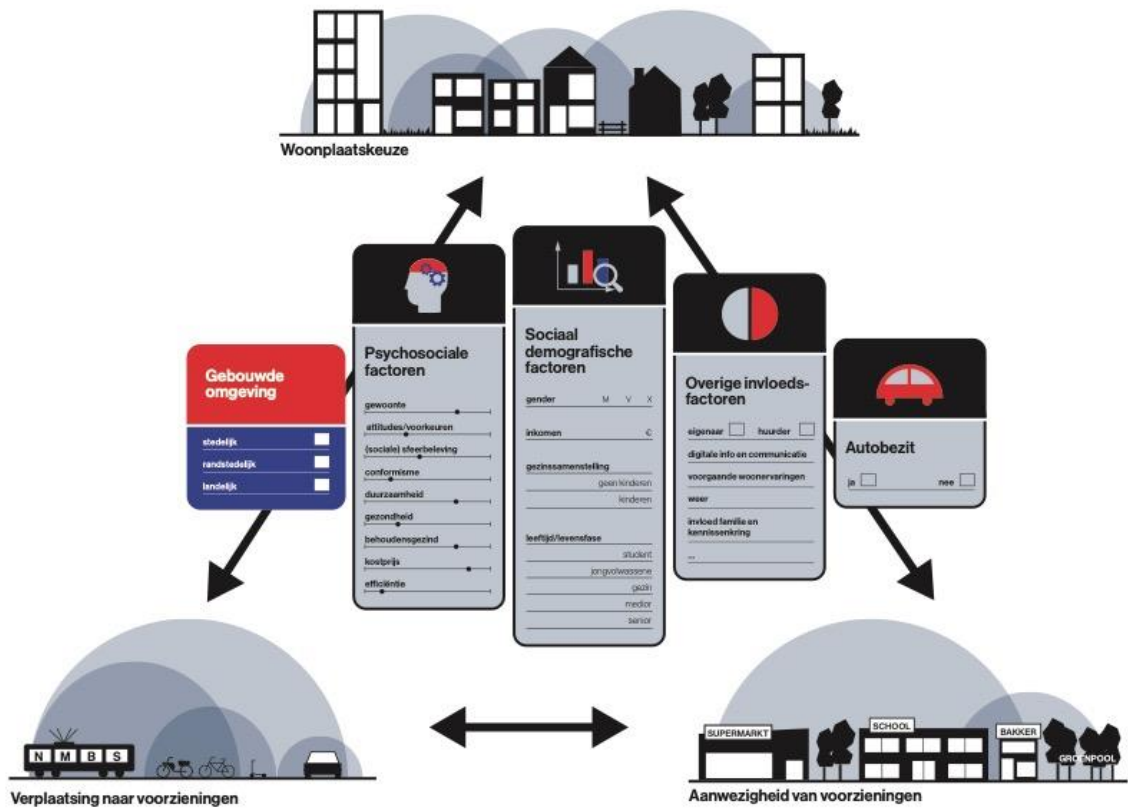 Woonplaatskeuze
Gebouwde
omgeving
stedelijk
randstedelijk
landelijk
Psychosociale
factoren
gewoonte
attitudes/voorkeuren
(sociale) sfeerbeleving
conformisme
duurzaamheid
gezondheid
behoudensgezind
kostprijs
efficiëntie
Sociaal
demografische
factoren
gender M V X
inkomen €
gezinssamenstelling
geen kinderen
kinderen
leeftijd/levensfase
student
jongvolwassene
gezin
medior
senior
Overige invloeds-
factoren
eigenaar huurder
digitale info en communicatie
voorgaande woonervaringen
weer
invloed familie en
kennissenkring
...
Autobezit
ja nee
NMBS
Verplaatsing naar voorzieningen
SUPERMARKT
SCHOOL
BAKKER
GROENPOOL
Aanwezigheid van voorzieningen